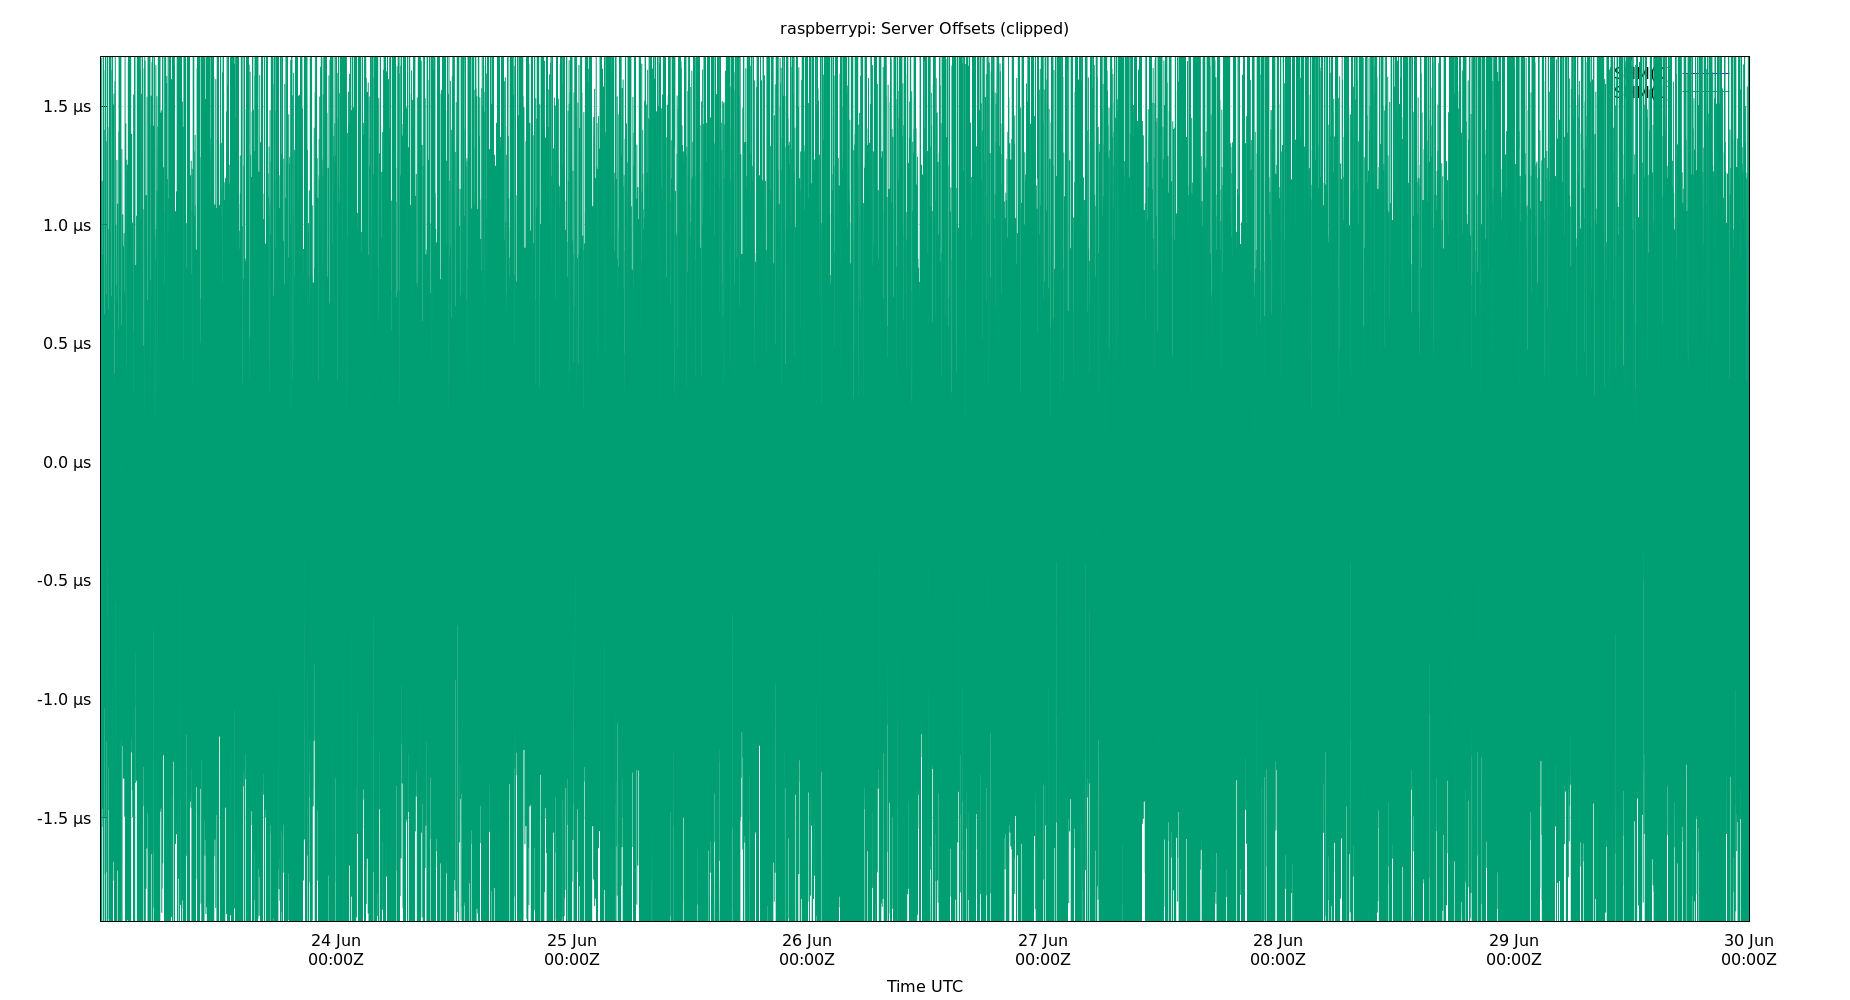 raspberrypi: Server Offsets (clipped)
1.5 µs
1.0 µs
0.5 µs
0.0 µs
-0.5 µs
-1.0 µs
-1.5 µs
24 Jun
00:00Z
25 Jun
00:00Z
26 Jun
00:00Z
27 Jun
00:00Z
28 Jun
00:00Z
29 Jun
00:00Z
30 Jun
00:00Z
Time UTC